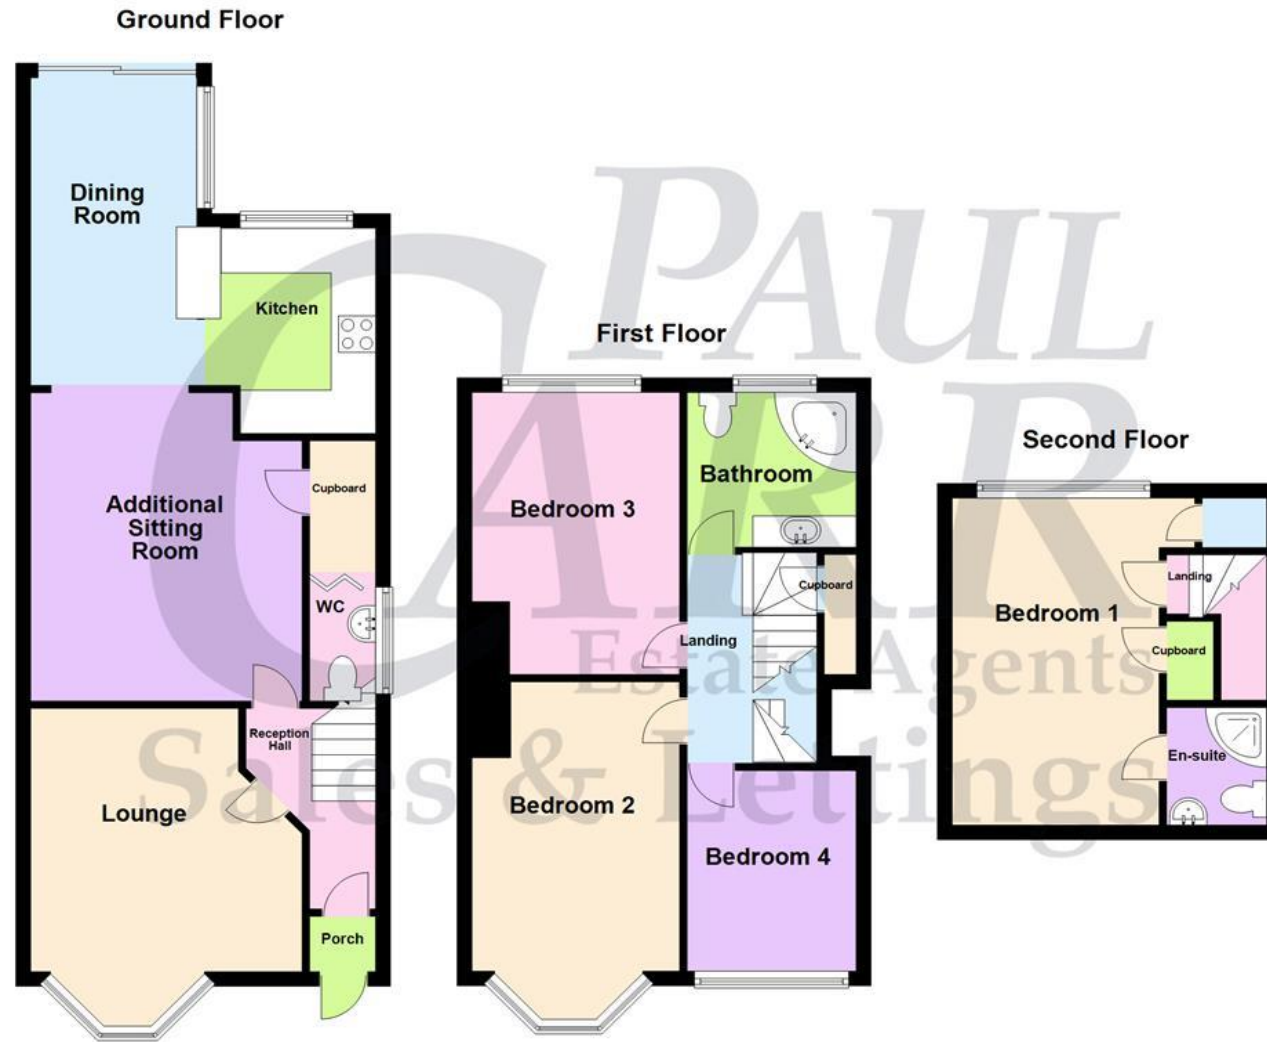 Ground Floor
Dining
Room
Kitchen
Additional
Sitting
Room
Cupboard
WC
Reception
Hall
Lounge
Porch
First Floor
Bedroom 3
Bathroom
Cupboard
Landing
Bedroom 2
Bedroom 4
Second Floor
Bedroom 1
Landing
Cupboard
En-suite
PAUL
CARR
Estate Agents
Sales & Lettings